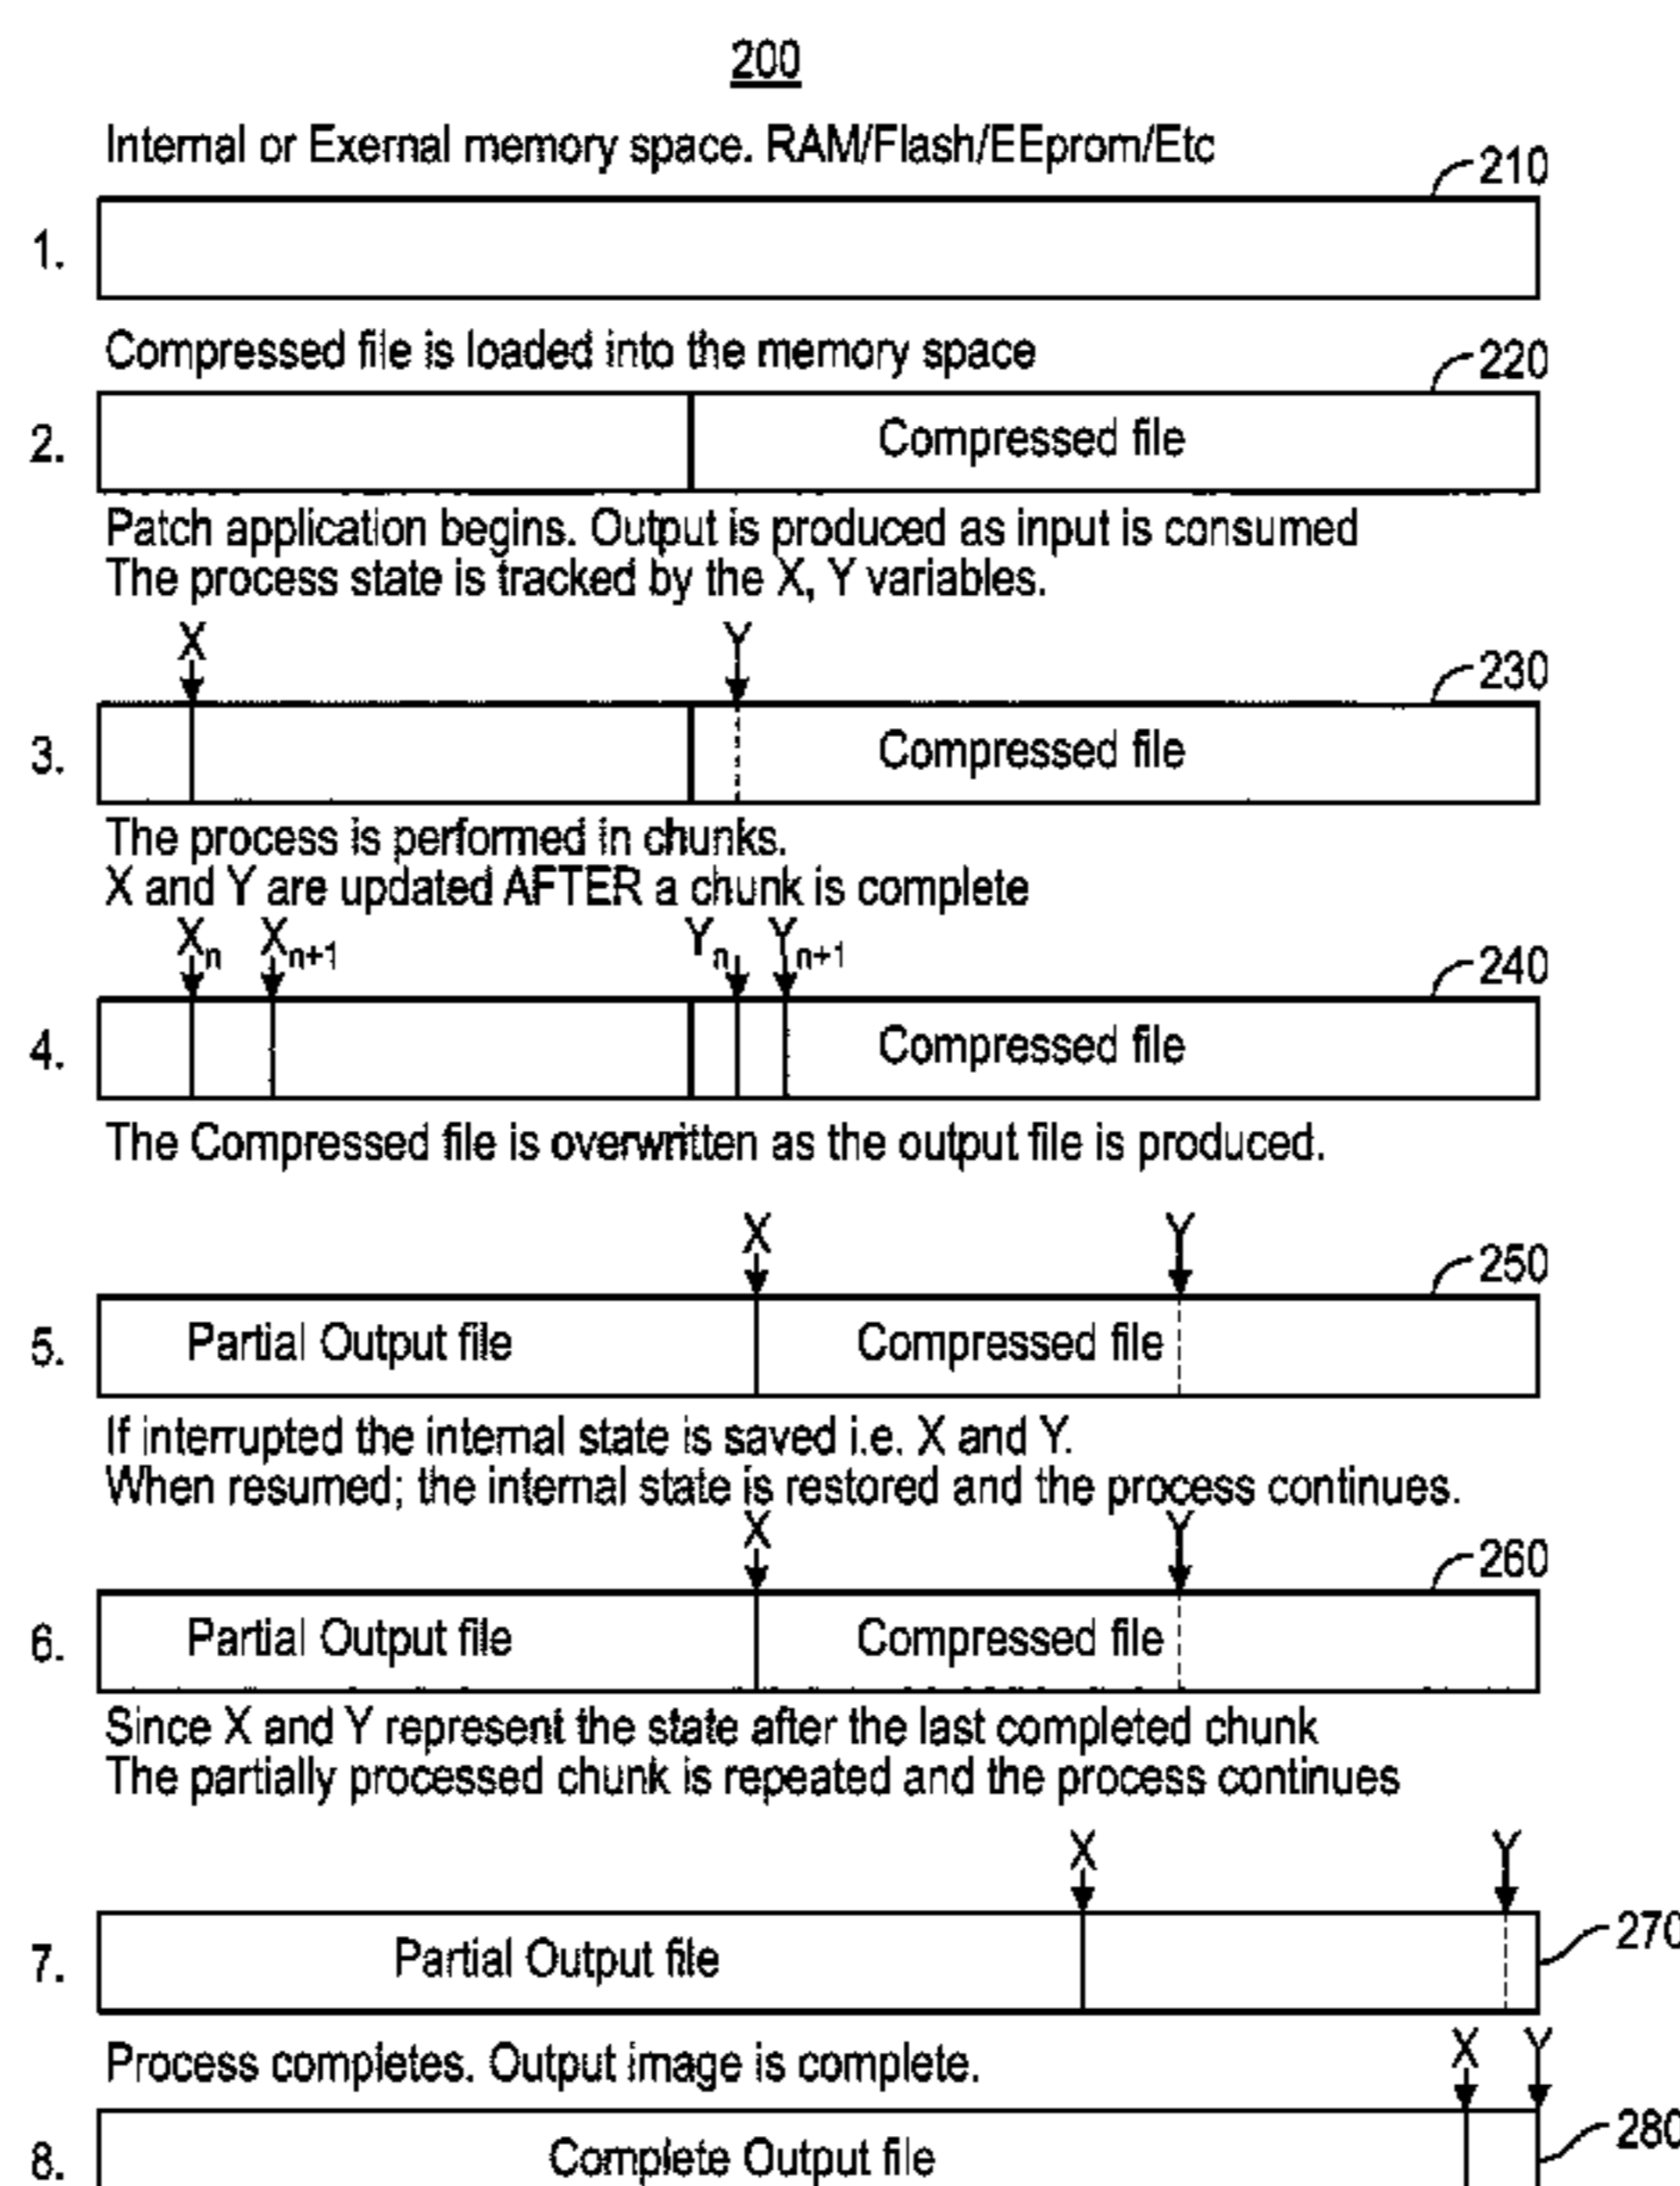 200
Internal or Exernal memory space. RAM/Flash/EEprom/Etc
210
1.
Compressed file is loaded into the memory space
220
2.
Compressed file
Patch application begins. Output is produced as input is consumed
The process state is tracked by the X, Y variables.
X Y
230
3.
Compressed file
The process is performed in chunks.
X and Y are updated AFTER a chunk is complete
Xn Xn+1 Yn Yn+1
240
4.
Compressed file
The Compressed file is overwritten as the output file is produced.
X Y
250
5.
Partial Output file Compressed file
If interrupted the internal state is saved i.e. X and Y.
When resumed; the internal state is restored and the process continues.
X Y
260
6.
Partial Output file Compressed file
Since X and Y represent the state after the last completed chunk
The partially processed chunk is repeated and the process continues
X Y
270
7.
Partial Output file
Process completes. Output image is complete.
X Y
280
8.
Complete Output file